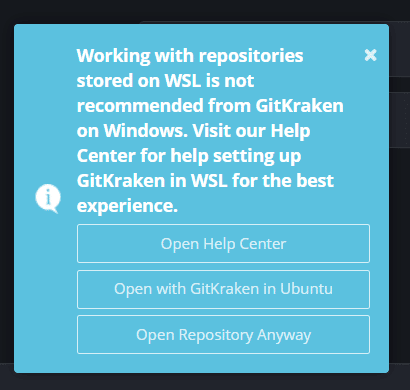 Working with repositories
stored on WSL is not
recommended from GitKraken
on Windows. Visit our Help
Center for help setting up
GitKraken in WSL for the best
experience.
Open Help Center
Open with GitKraken in Ubuntu
Open Repository Anyway